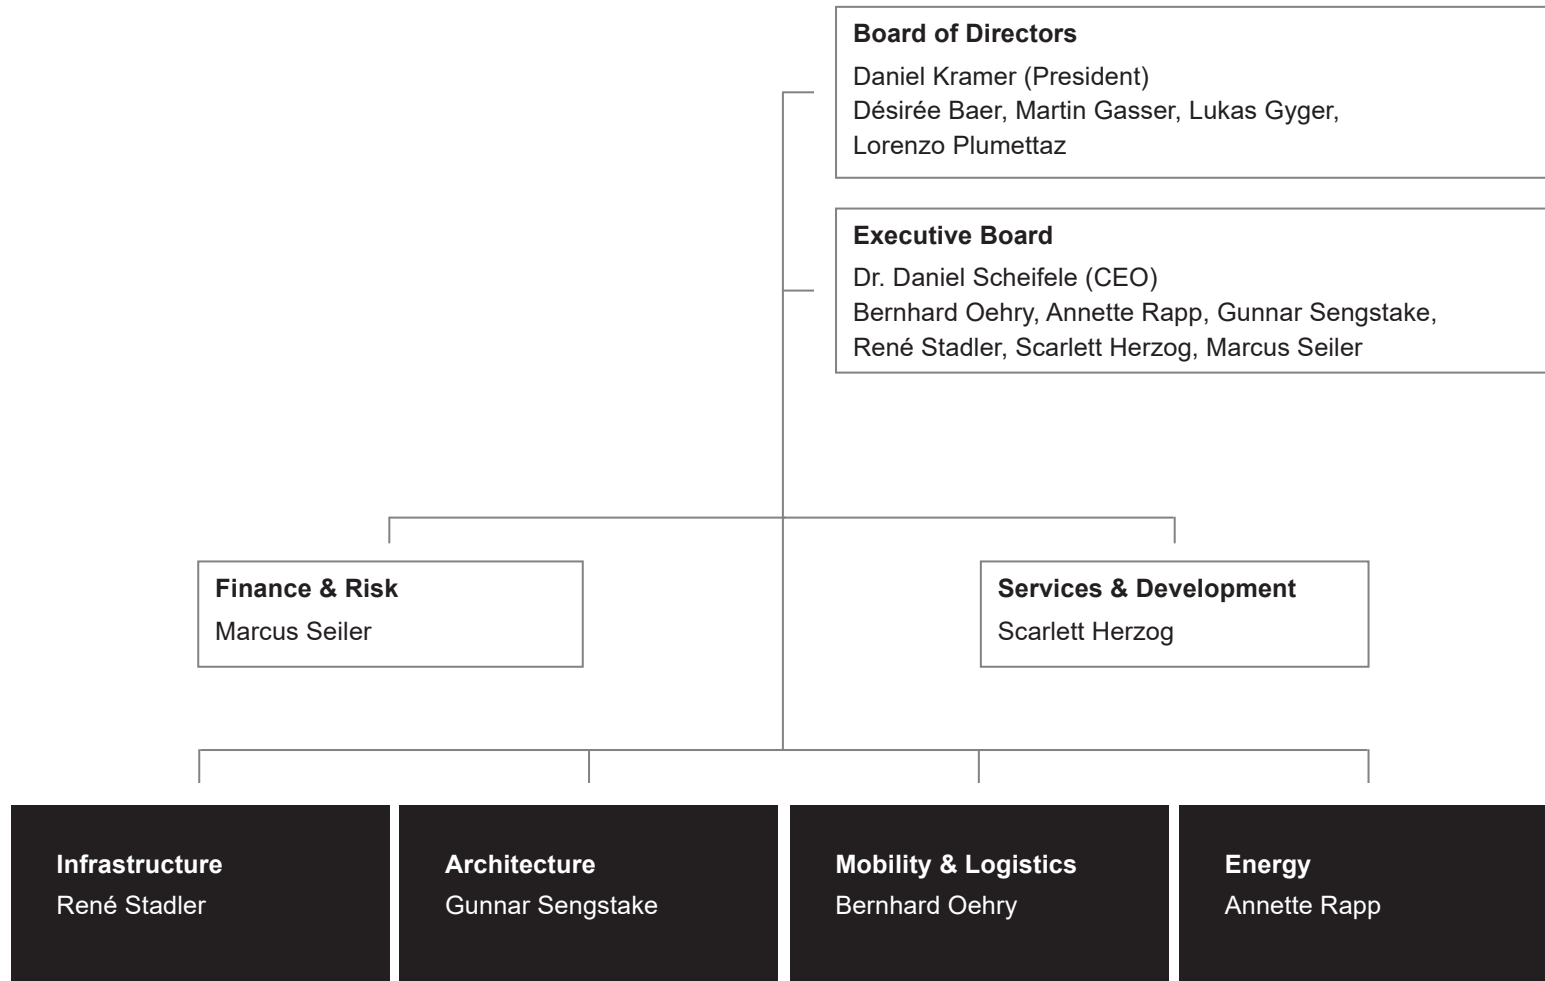 Board of Directors
Daniel Kramer (President)
Désirée Baer, Martin Gasser, Lukas Gyger,
Lorenzo Plumettaz
Executive Board
Dr. Daniel Scheifele (CEO)
Bernhard Oehry, Annette Rapp, Gunnar Sengstake,
René Stadler, Scarlett Herzog, Marcus Seiler
Finance & Risk
Marcus Seiler
Services & Development
Scarlett Herzog
Infrastructure
René Stadler
Architecture
Gunnar Sengstake
Mobility & Logistics
Bernhard Oehry
Energy
Annette Rapp